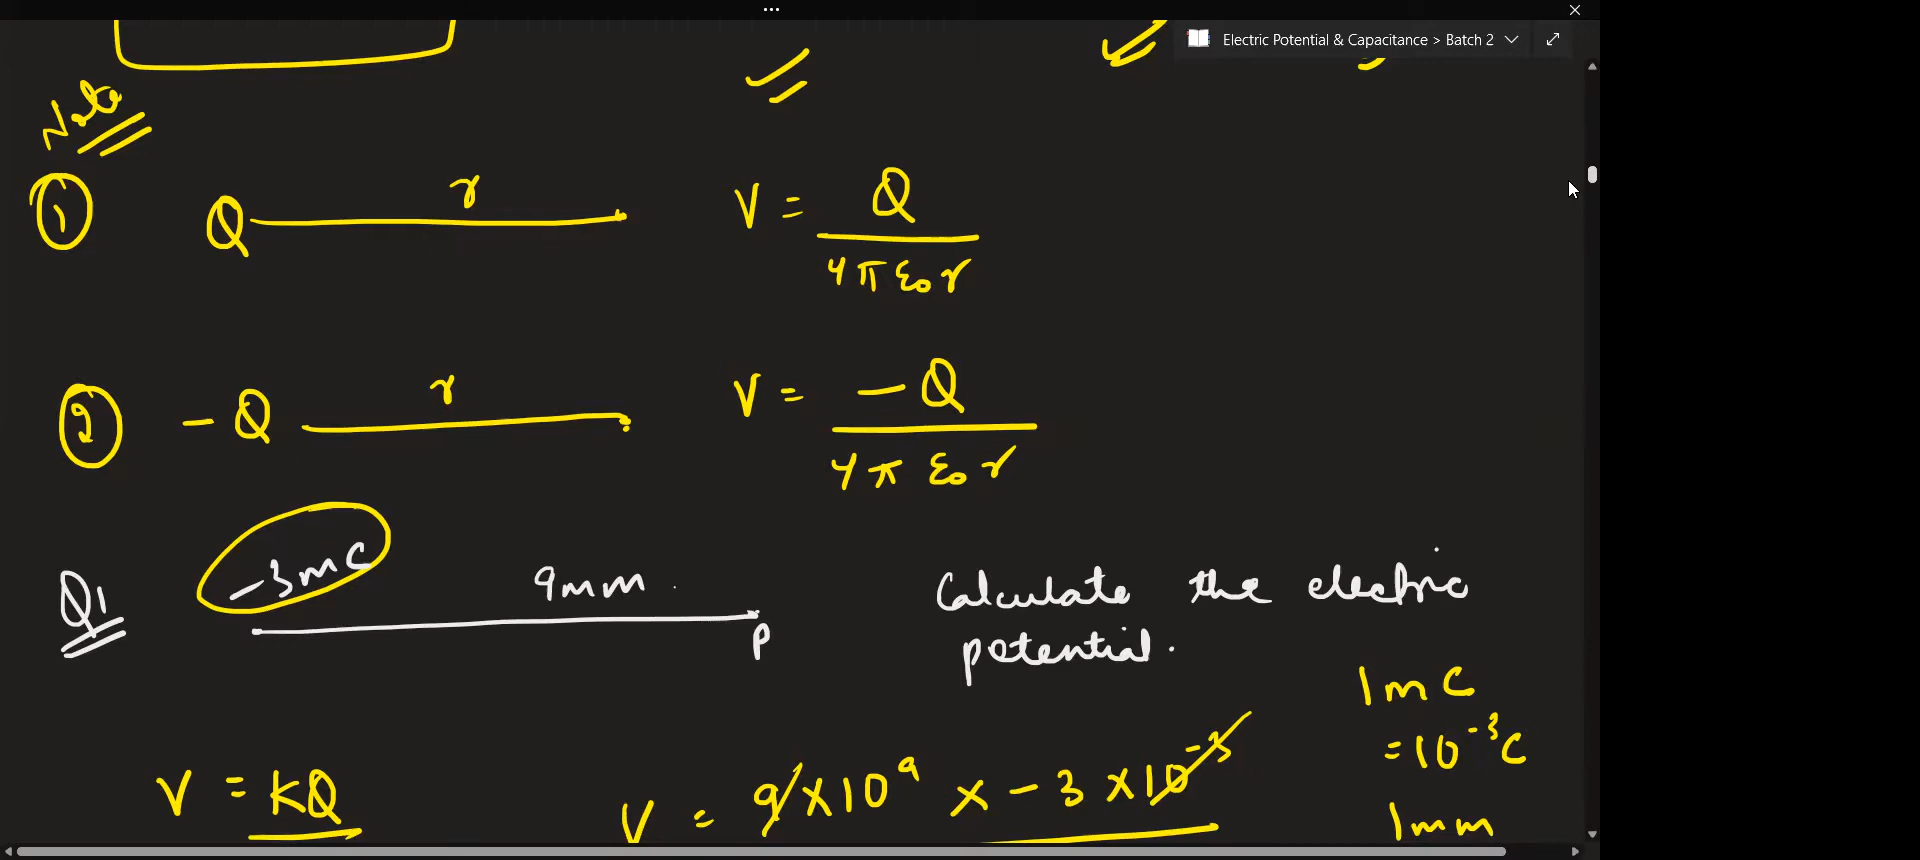 ...
Electric Potential & Capacitance > Batch 2
Note
① Q r V = Q / 4πε₀r
② -Q r V = -Q / 4πε₀r
Q1 -3mC 9mm P Calculate the electric potential.
1mC
= 10⁻³C
1mm
V = KQ
V = 9×10⁹ × -3×10⁻³